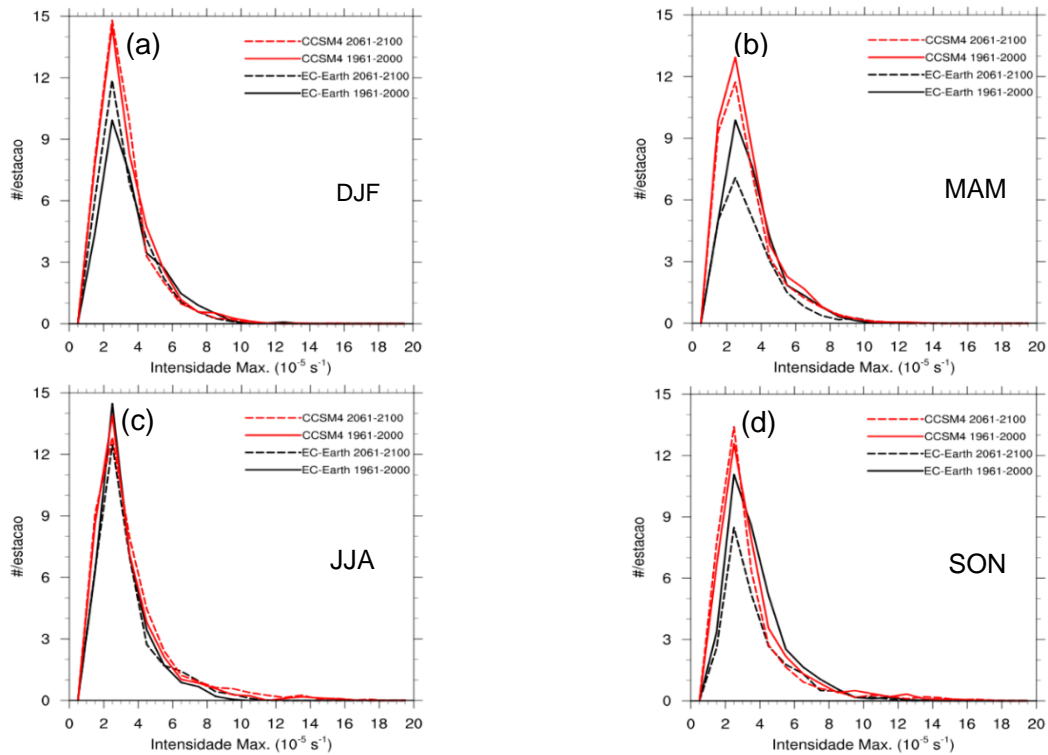 15
12
9
6
3
0
#/estacao
(a)
CCSM4 2061-2100
CCSM4 1961-2000
EC-Earth 2061-2100
EC-Earth 1961-2000
DJF
0 2 4 6 8 10 12 14 16 18 20
Intensidade Max. (10⁻⁵ s⁻¹)
15
12
9
6
3
0
#/estacao
(b)
CCSM4 2061-2100
CCSM4 1961-2000
EC-Earth 2061-2100
EC-Earth 1961-2000
MAM
0 2 4 6 8 10 12 14 16 18 20
Intensidade Max. (10⁻⁵ s⁻¹)
15
12
9
6
3
0
#/estacao
(c)
CCSM4 2061-2100
CCSM4 1961-2000
EC-Earth 2061-2100
EC-Earth 1961-2000
JJA
0 2 4 6 8 10 12 14 16 18 20
Intensidade Max. (10⁻⁵ s⁻¹)
15
12
9
6
3
0
#/estacao
(d)
CCSM4 2061-2100
CCSM4 1961-2000
EC-Earth 2061-2100
EC-Earth 1961-2000
SON
0 2 4 6 8 10 12 14 16 18 20
Intensidade Max. (10⁻⁵ s⁻¹)